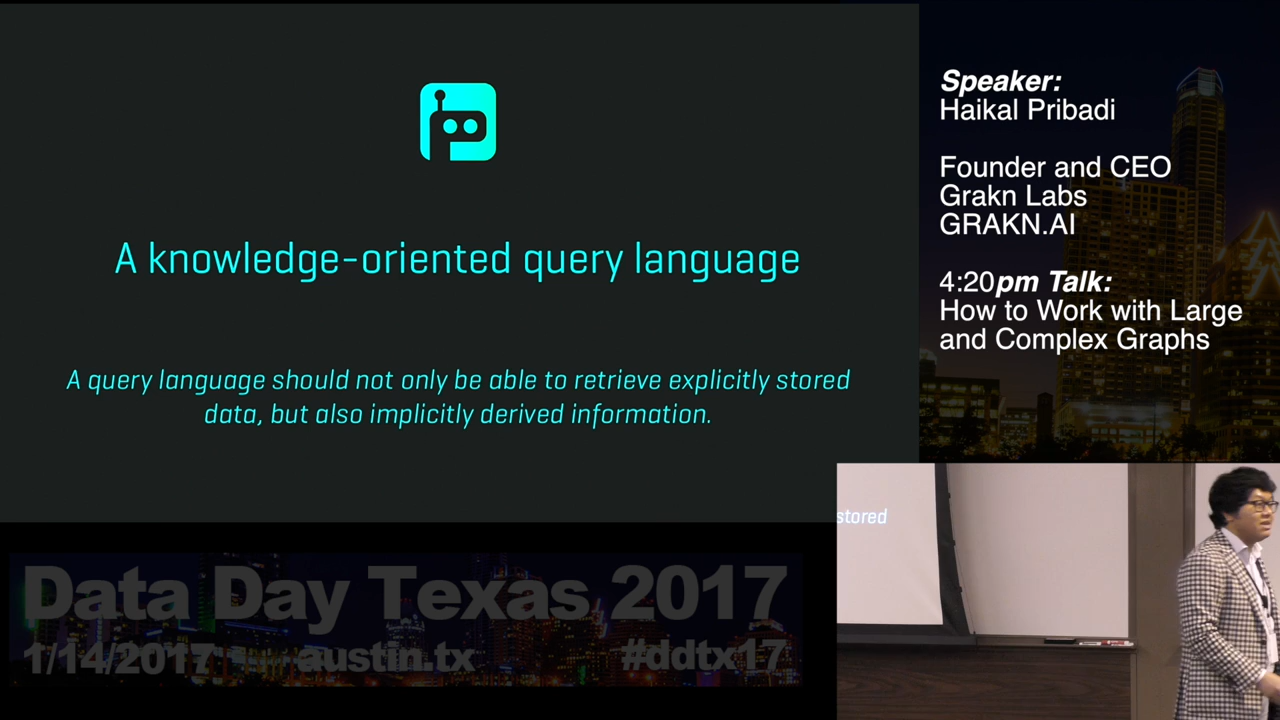 A knowledge-oriented query language
A query language should not only be able to retrieve explicitly stored
data, but also implicitly derived information.
Speaker:
Haikal Pribadi
Founder and CEO
Grakn Labs
GRAKN.AI
4:20pm Talk:
How to Work with Large
and Complex Graphs
stored
Data Day Texas 2017
1/14/2017 austin.tx #ddtx17